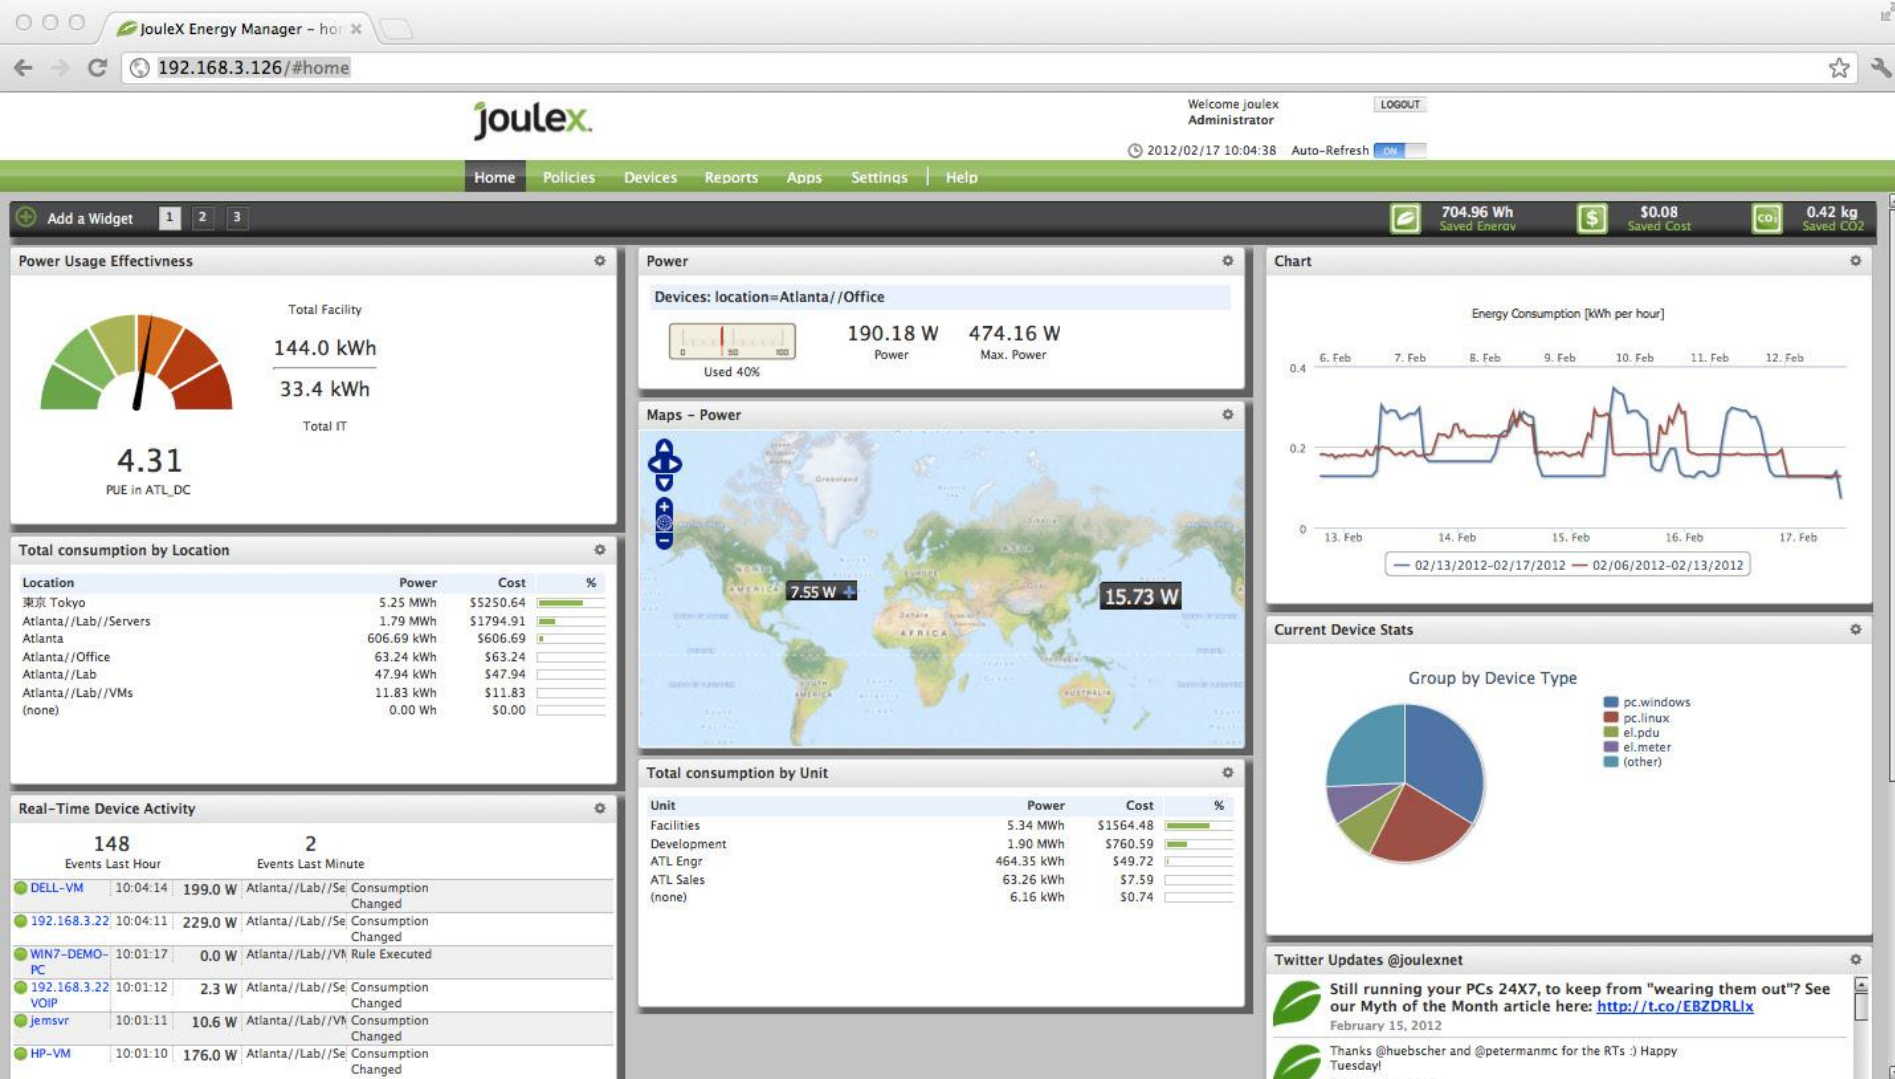 JouleX Energy Manager – hor
192.168.3.126/#home
joulex
Welcome joulex
Administrator
LOGOUT
2012/02/17 10:04:38 Auto-Refresh ON
Home Policies Devices Reports Apps Settings Help
Add a Widget 1 2 3
704.96 Wh
Saved Energy
$0.08
Saved Cost
CO2
0.42 kg
Saved CO2
Power Usage Effectivness
Total Facility
144.0 kWh
33.4 kWh
Total IT
4.31
PUE in ATL_DC
Total consumption by Location
Location Power Cost %
東京 Tokyo 5.25 MWh $5250.64
Atlanta//Lab//Servers 1.79 MWh $1794.91
Atlanta 606.69 kWh $606.69
Atlanta//Office 63.24 kWh $63.24
Atlanta//Lab 47.94 kWh $47.94
Atlanta//Lab//VMs 11.83 kWh $11.83
(none) 0.00 Wh $0.00
Real-Time Device Activity
148
Events Last Hour
2
Events Last Minute
DELL-VM 10:04:14 199.0 W Atlanta//Lab//Se Consumption
Changed
192.168.3.22 10:04:11 229.0 W Atlanta//Lab//Se Consumption
Changed
WIN7-DEMO- 10:01:17 0.0 W Atlanta//Lab//VM Rule Executed
PC
192.168.3.22 10:01:12 2.3 W Atlanta//Lab//Se Consumption
VOIP Changed
jemsvr 10:01:11 10.6 W Atlanta//Lab//VM Consumption
Changed
HP-VM 10:01:10 176.0 W Atlanta//Lab//Se Consumption
Changed
Power
Devices: location=Atlanta//Office
0 50 100
Used 40%
190.18 W
Power
474.16 W
Max. Power
Maps – Power
Greenland
NORTH
AMERICA
EUROPE
ASIA
Sahara
AFRICA
SOUTH
AMERICA
AUSTRALIA
7.55 W
15.73 W
Total consumption by Unit
Unit Power Cost %
Facilities 5.34 MWh $1564.48
Development 1.90 MWh $760.59
ATL Engr 464.35 kWh $49.72
ATL Sales 63.26 kWh $7.59
(none) 6.16 kWh $0.74
Chart
Energy Consumption [kWh per hour]
6. Feb 7. Feb 8. Feb 9. Feb 10. Feb 11. Feb 12. Feb
0.4
0.2
0
13. Feb 14. Feb 15. Feb 16. Feb 17. Feb
02/13/2012-02/17/2012 02/06/2012-02/13/2012
Current Device Stats
Group by Device Type
pc.windows
pc.linux
el.pdu
el.meter
(other)
Twitter Updates @joulexnet
Still running your PCs 24X7, to keep from "wearing them out"? See
our Myth of the Month article here: http://t.co/EBZDRLIx
February 15, 2012
Thanks @huebscher and @petermanmc for the RTs :) Happy
Tuesday!